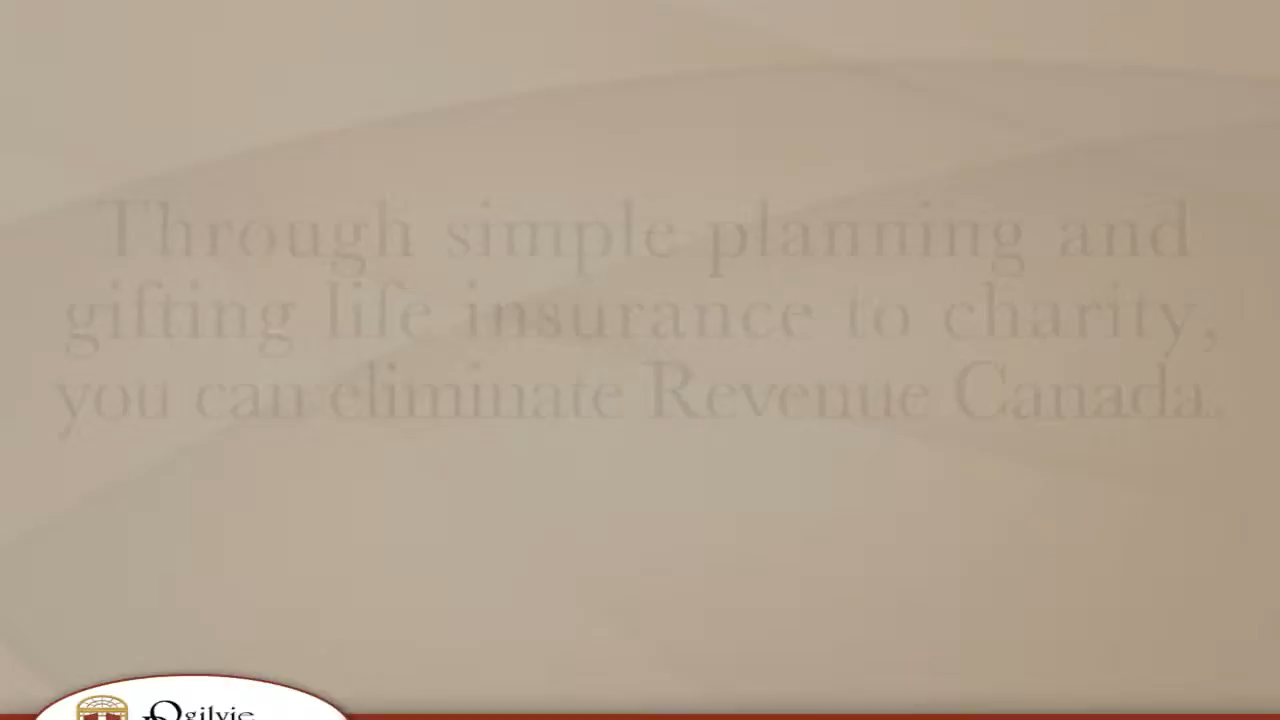 Through simple planning and
gifting life insurance to charity,
you can eliminate Revenue Canada.
Ogilvie